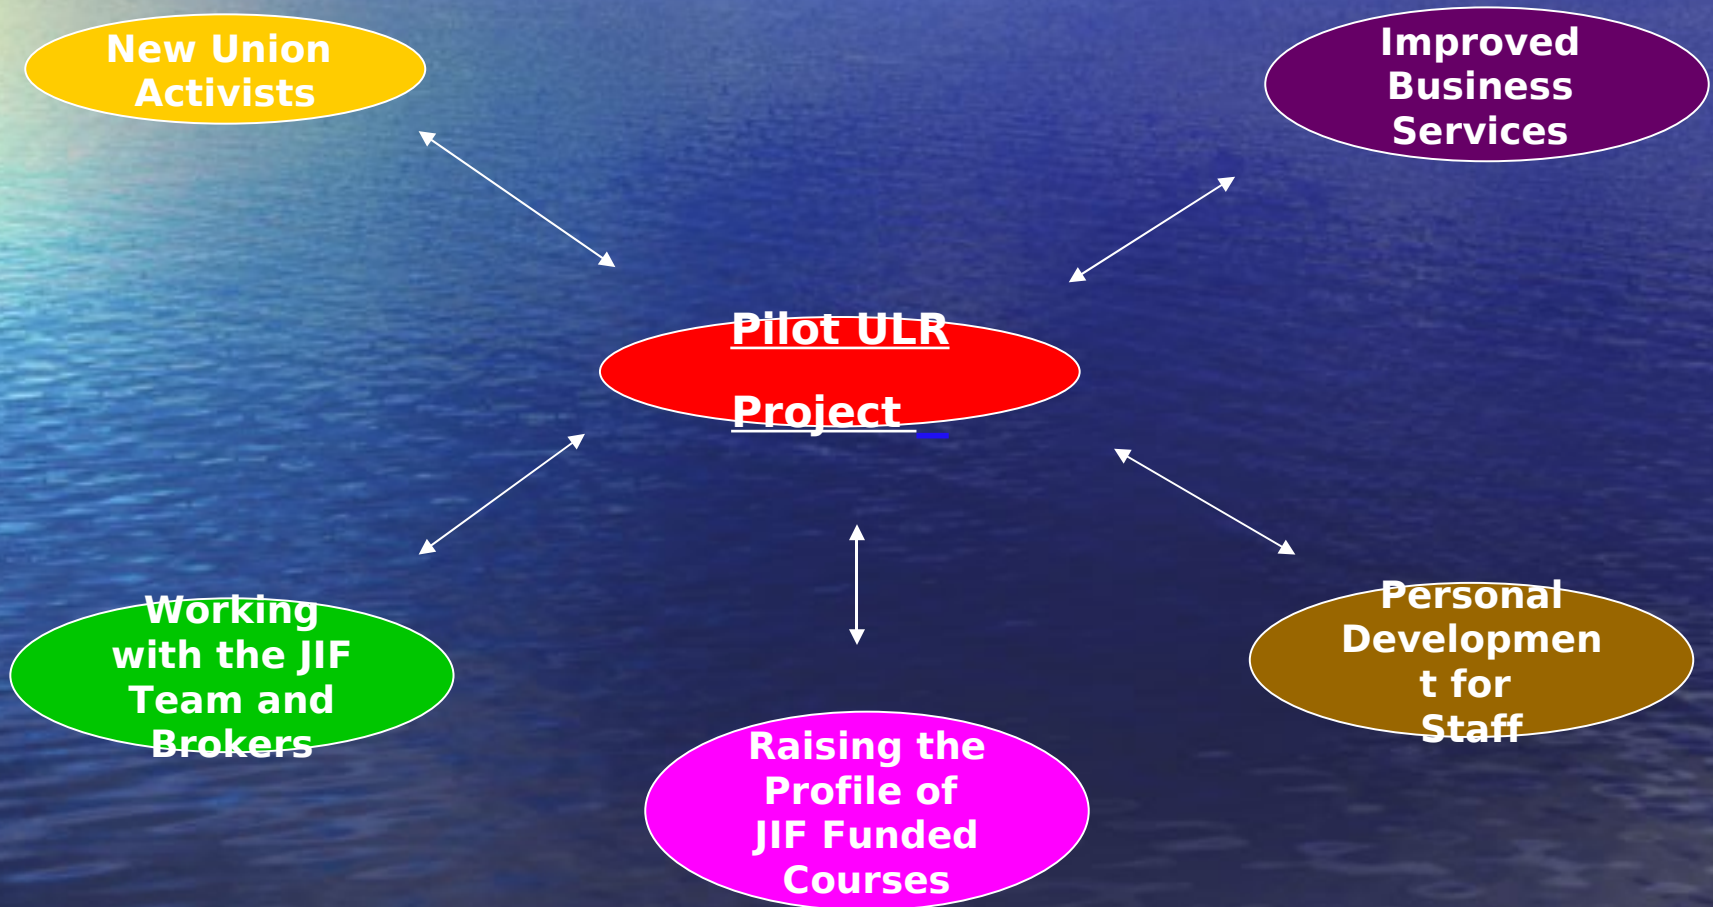 New Union
Activists
Improved
Business
Services
Pilot ULR
Project
Working
with the JIF
Team and
Brokers
Personal
Developmen
t for
Staff
Raising the
Profile of
JIF Funded
Courses